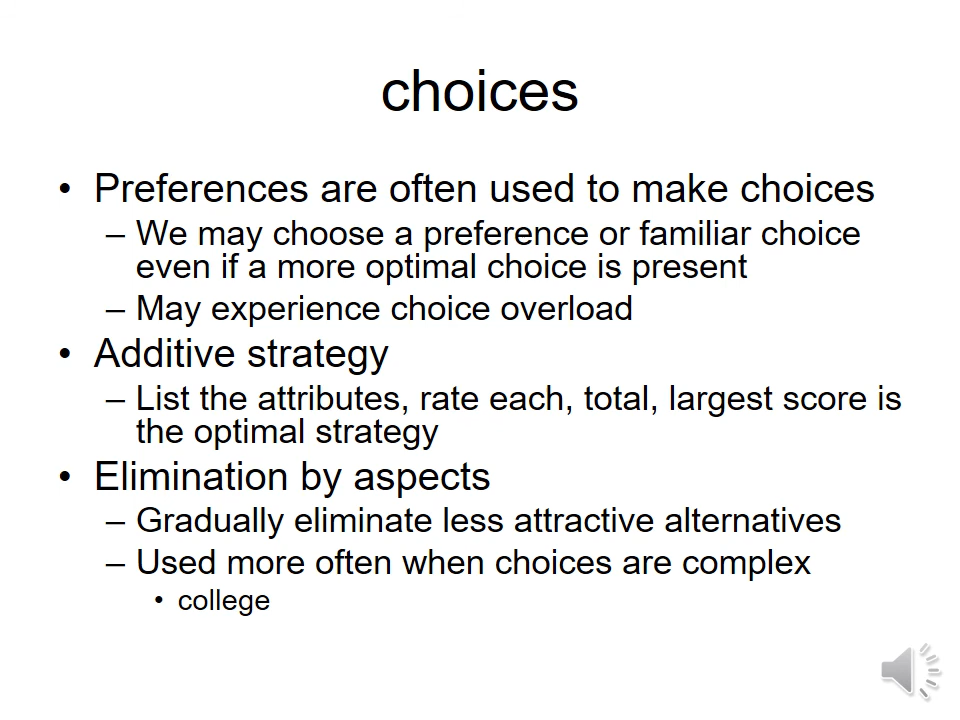 choices
• Preferences are often used to make choices
– We may choose a preference or familiar choice
even if a more optimal choice is present
– May experience choice overload
• Additive strategy
– List the attributes, rate each, total, largest score is
the optimal strategy
• Elimination by aspects
– Gradually eliminate less attractive alternatives
– Used more often when choices are complex
• college